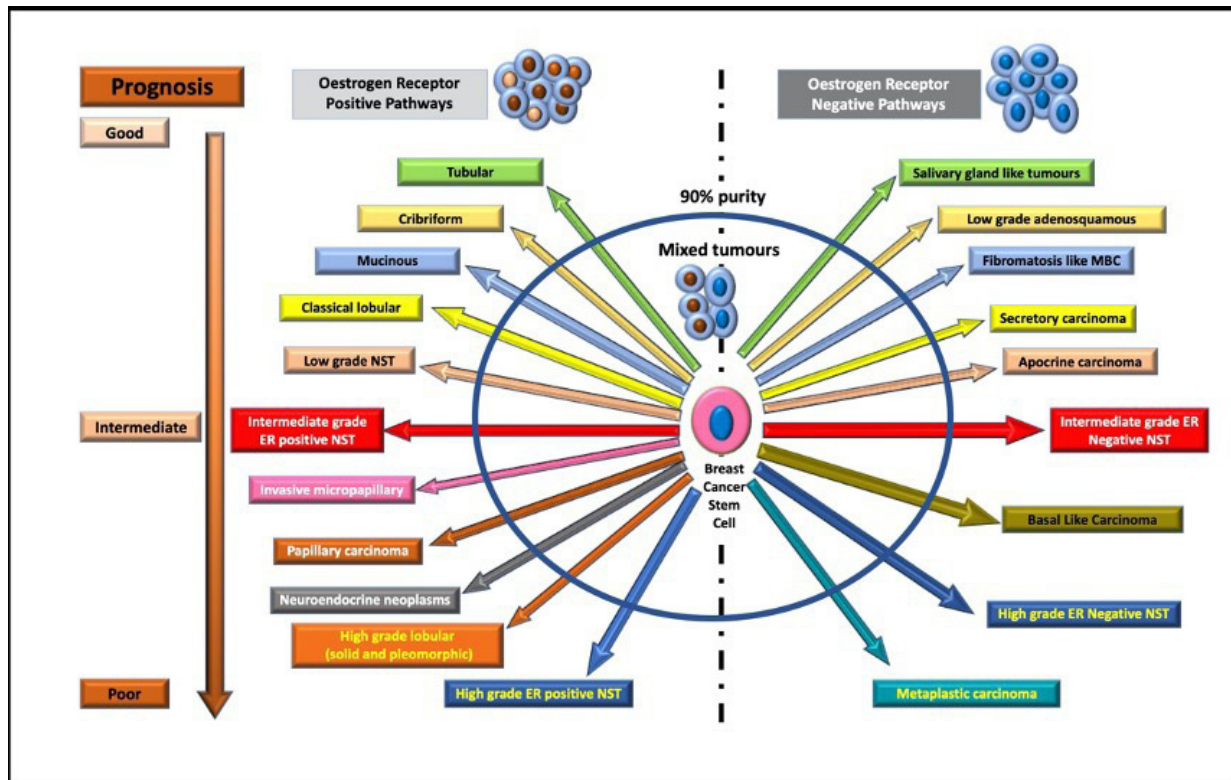 Prognosis
Good
Intermediate
Poor
Oestrogen Receptor
Positive Pathways
Oestrogen Receptor
Negative Pathways
90% purity
Mixed tumours
Breast
Cancer
Stem
Cell
Tubular
Cribriform
Mucinous
Classical lobular
Low grade NST
Intermediate grade
ER positive NST
Invasive micropapillary
Papillary carcinoma
Neuroendocrine neoplasms
High grade lobular
(solid and pleomorphic)
High grade ER positive NST
Salivary gland like tumours
Low grade adenosquamous
Fibromatosis like MBC
Secretory carcinoma
Apocrine carcinoma
Intermediate grade ER
Negative NST
Basal Like Carcinoma
High grade ER Negative NST
Metaplastic carcinoma